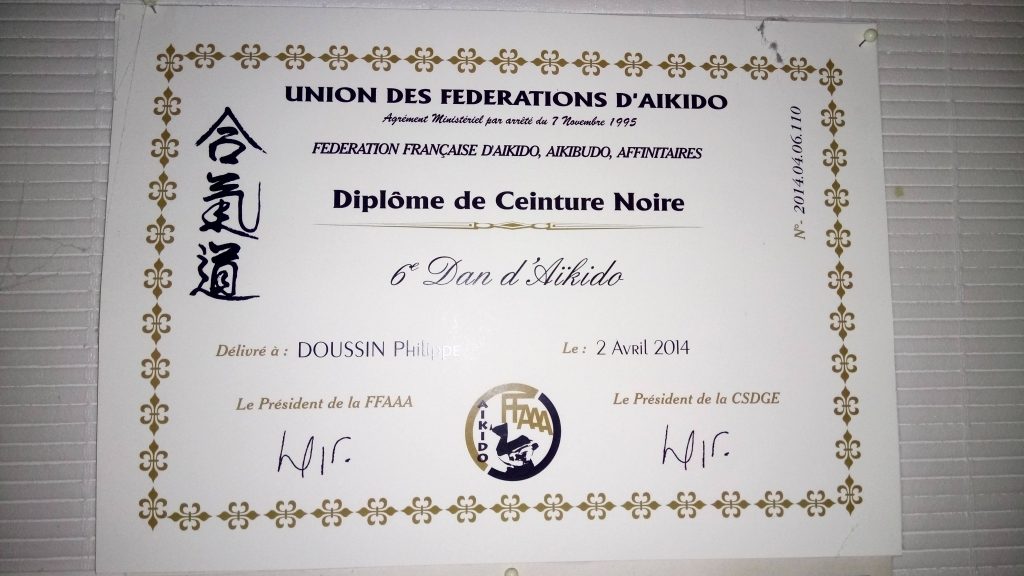 UNION DES FEDERATIONS D'AIKIDO
Agrément Ministériel par arrêté du 7 Novembre 1995
FEDERATION FRANÇAISE D'AIKIDO, AIKIBUDO, AFFINITAIRES
Diplôme de Ceinture Noire
6e Dan d'Aïkido
合氣道
N°- 2014.04.06.110
Délivré à : DOUSSIN Philippe
Le : 2 Avril 2014
Le Président de la FFAAA
Le Président de la CSDGE
AIKIDO
FFAAA